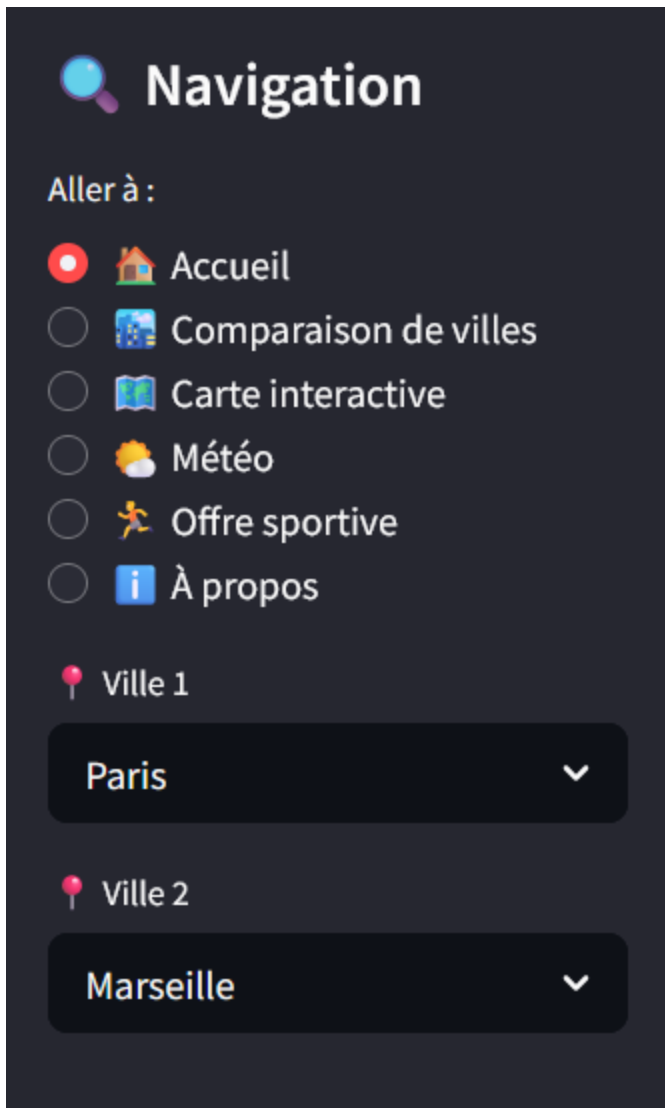 🔍 Navigation
Aller à :
🏠 Accueil
🏙️ Comparaison de villes
🗺️ Carte interactive
🌤️ Météo
🏃 Offre sportive
ℹ️ À propos
📍 Ville 1
Paris
📍 Ville 2
Marseille